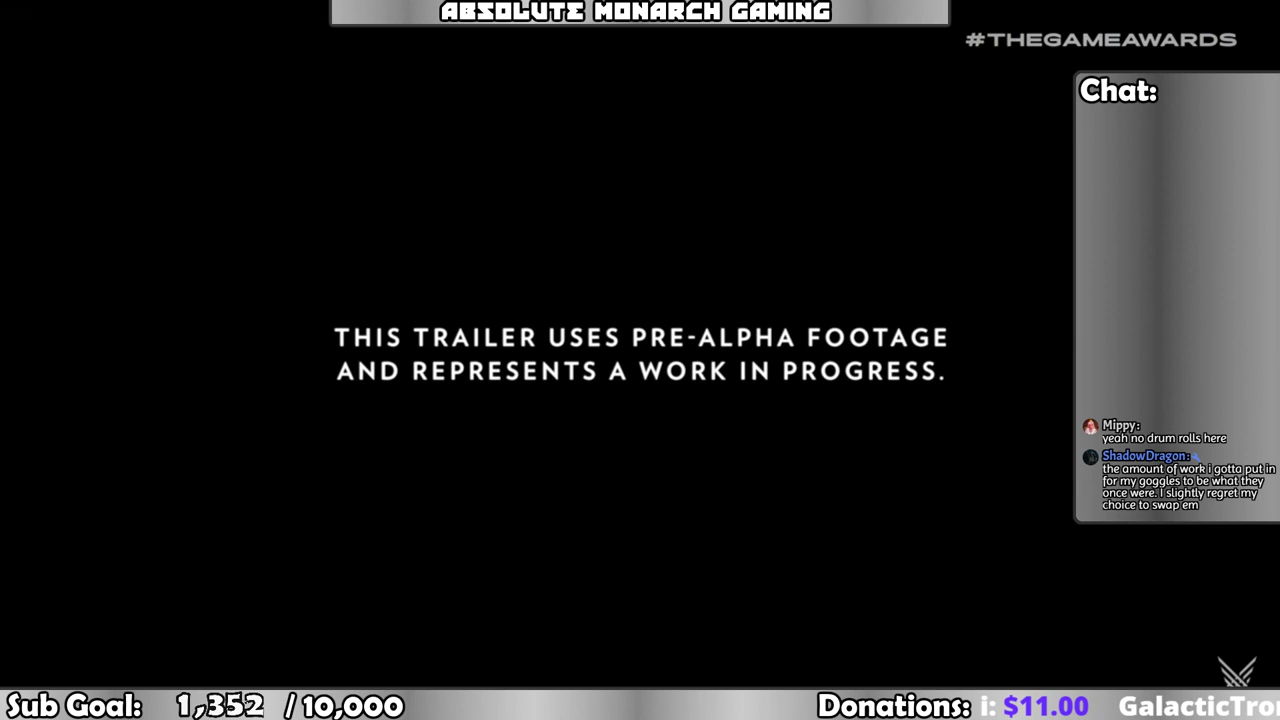 ABSOLUTE MONARCH GAMING
#THEGAMEAWARDS
Chat:
THIS TRAILER USES PRE-ALPHA FOOTAGE
AND REPRESENTS A WORK IN PROGRESS.
Mippy:
yeah no drum rolls here
ShadowDragon:
the amount of work i gotta put in
for my goggles to be what they
once were. I slightly regret my
choice to swap em
Sub Goal: 1,352 / 10,000
Donations: i: $11.00 GalacticTro